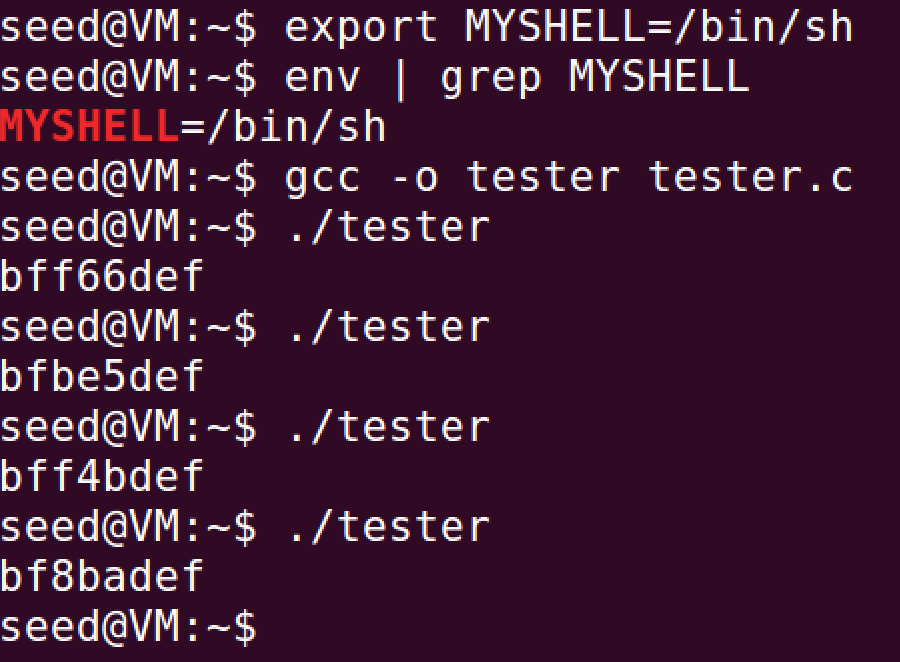 seed@VM:~$ export MYSHELL=/bin/sh
seed@VM:~$ env | grep MYSHELL
MYSHELL=/bin/sh
seed@VM:~$ gcc -o tester tester.c
seed@VM:~$ ./tester
bff66def
seed@VM:~$ ./tester
bfbe5def
seed@VM:~$ ./tester
bff4bdef
seed@VM:~$ ./tester
bf8badef
seed@VM:~$